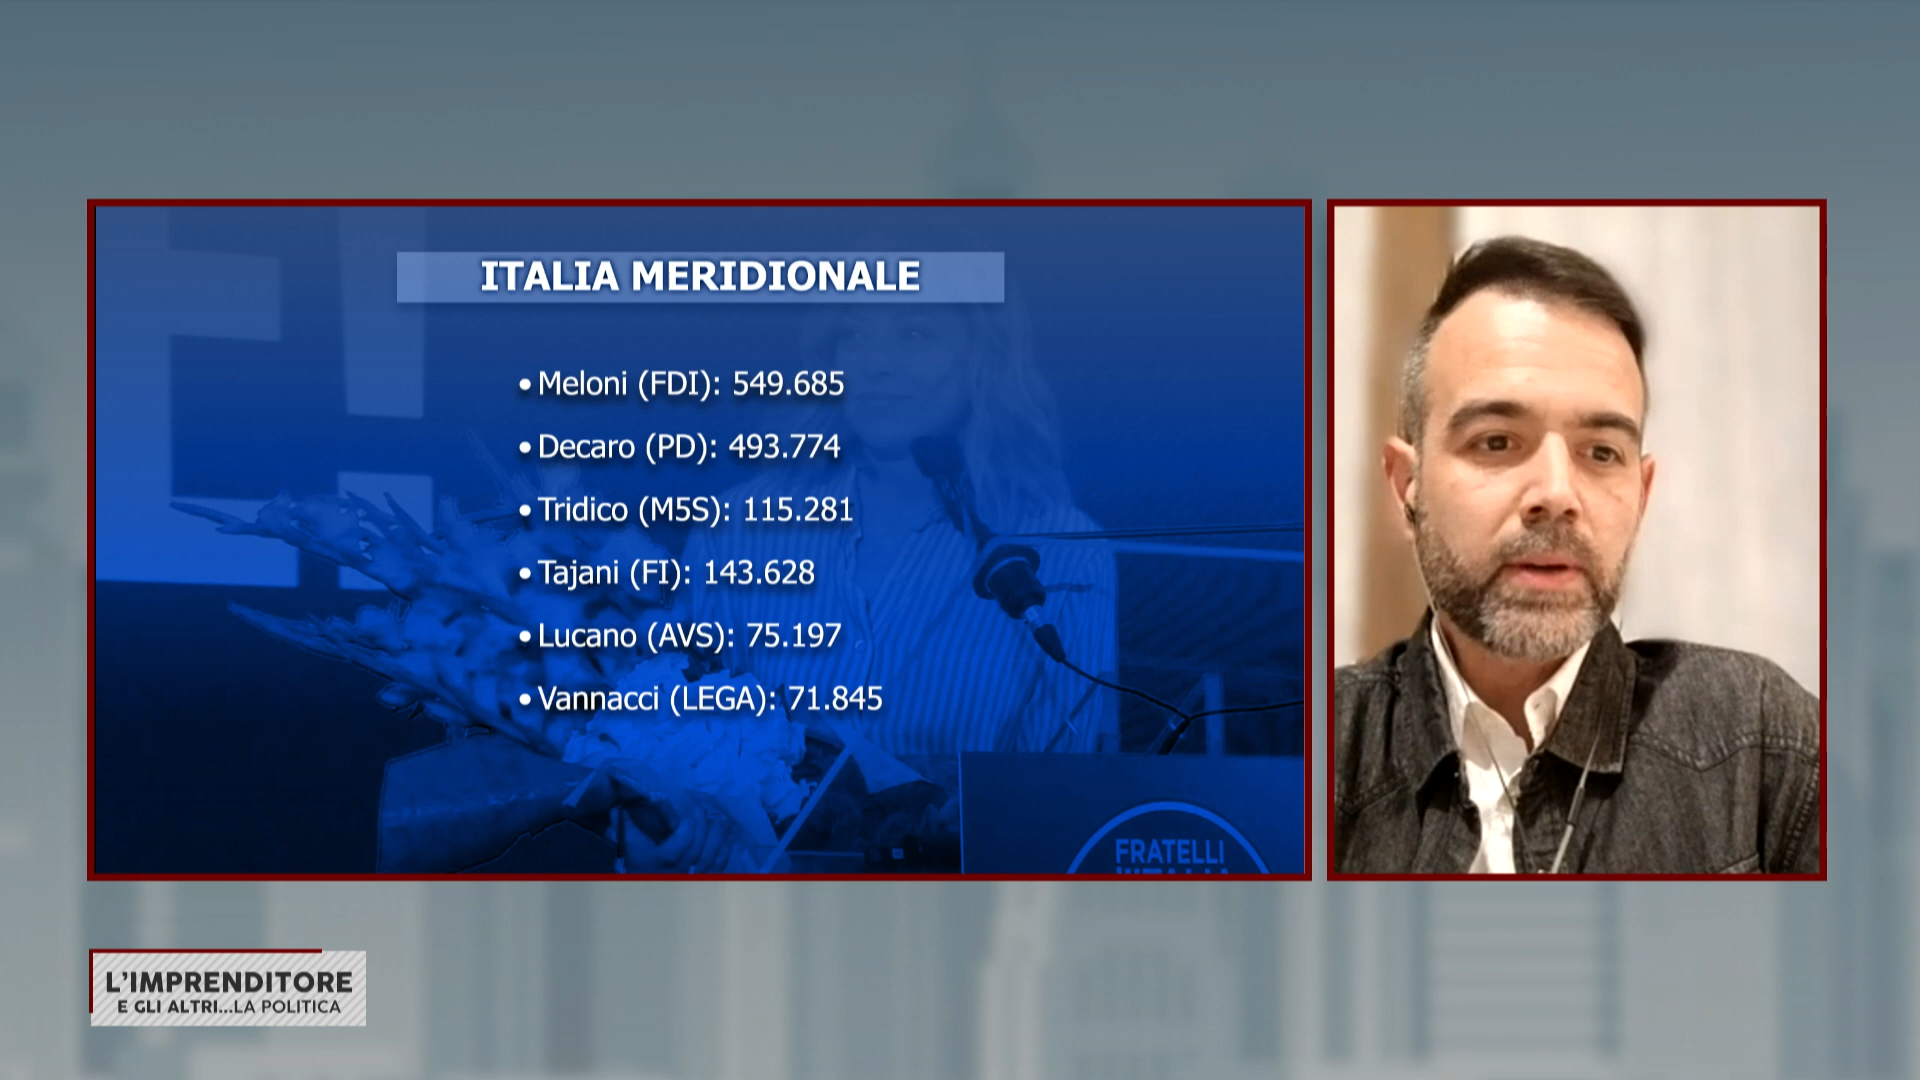 ITALIA MERIDIONALE
• Meloni (FDI): 549.685
• Decaro (PD): 493.774
• Tridico (M5S): 115.281
• Tajani (FI): 143.628
• Lucano (AVS): 75.197
• Vannacci (LEGA): 71.845
FRATELLI
L'IMPRENDITORE
E GLI ALTRI...LA POLITICA